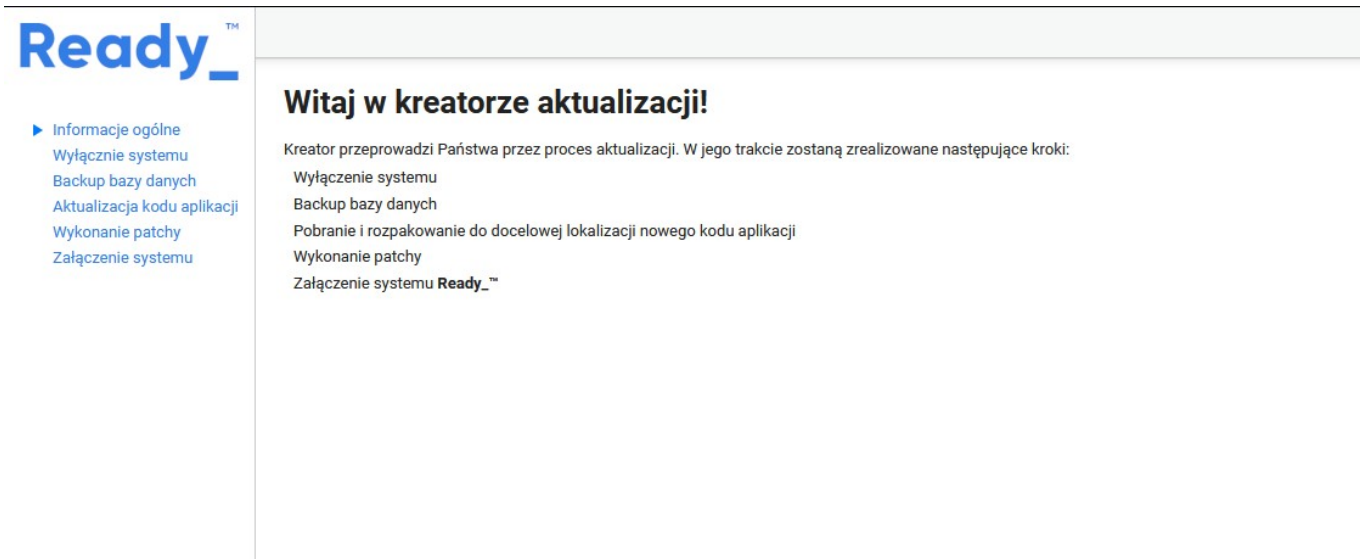 Ready_™
Informacje ogólne
Wyłącznie systemu
Backup bazy danych
Aktualizacja kodu aplikacji
Wykonanie patchy
Załączenie systemu
Witaj w kreatorze aktualizacji!
Kreator przeprowadzi Państwa przez proces aktualizacji. W jego trakcie zostaną zrealizowane następujące kroki:
Wyłączenie systemu
Backup bazy danych
Pobranie i rozpakowanie do docelowej lokalizacji nowego kodu aplikacji
Wykonanie patchy
Załączenie systemu Ready_™